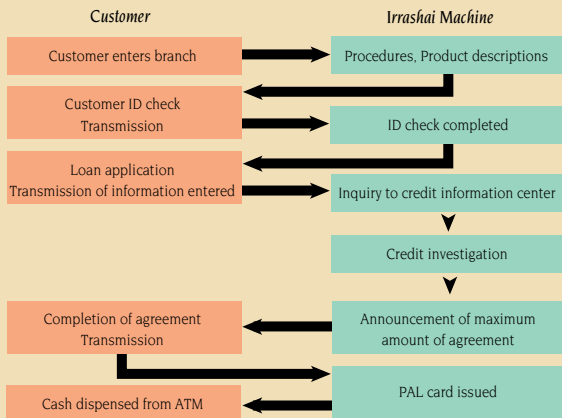 Customer
Irrashai Machine
Customer enters branch
Procedures, Product descriptions
Customer ID check
Transmission
ID check completed
Loan application
Transmission of information entered
Inquiry to credit information center
Credit investigation
Announcement of maximum
amount of agreement
Completion of agreement
Transmission
PAL card issued
Cash dispensed from ATM